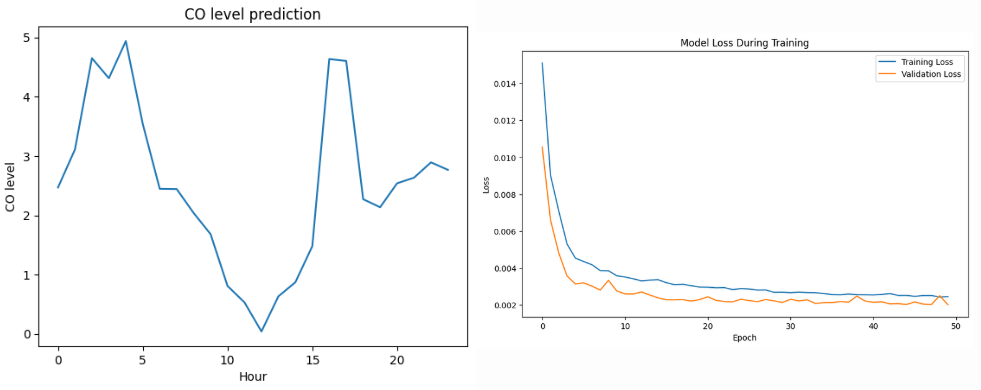 CO level prediction
5
4
3
2
1
0
CO level
0 5 10 15 20
Hour
Model Loss During Training
Training Loss
Validation Loss
0.014
0.012
0.010
0.008
0.006
0.004
0.002
Loss
0 10 20 30 40 50
Epoch